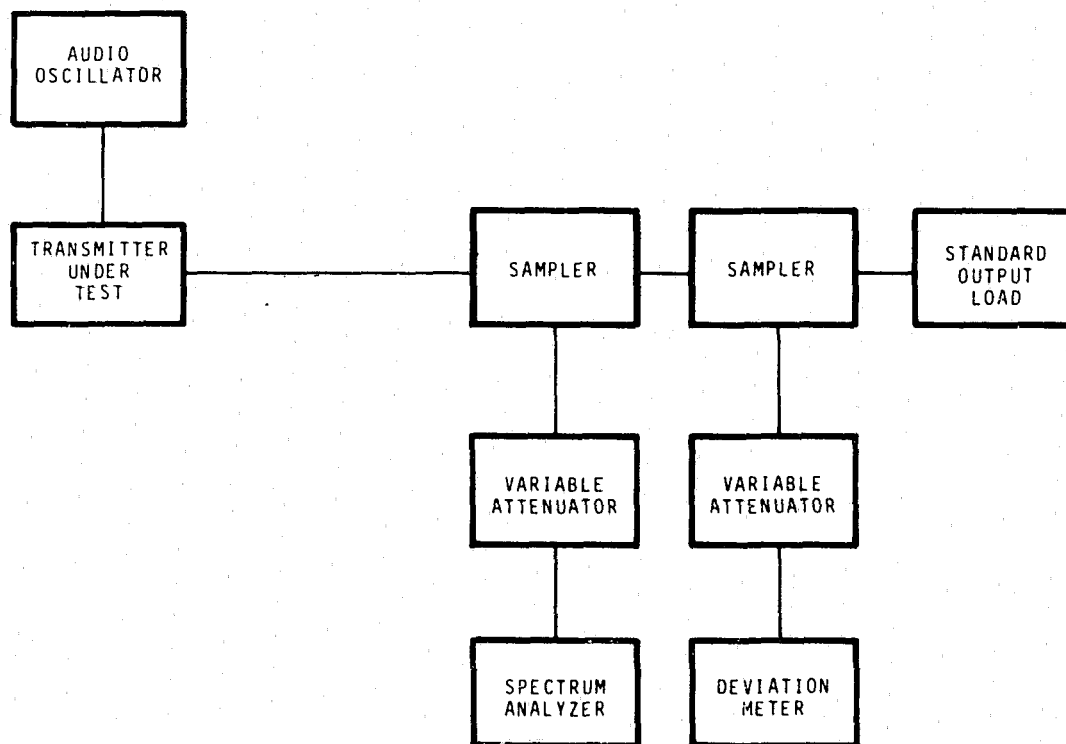 AUDIO
OSCILLATOR
TRANSMITTER
UNDER
TEST
SAMPLER
SAMPLER
STANDARD
OUTPUT
LOAD
VARIABLE
ATTENUATOR
VARIABLE
ATTENUATOR
SPECTRUM
ANALYZER
DEVIATION
METER